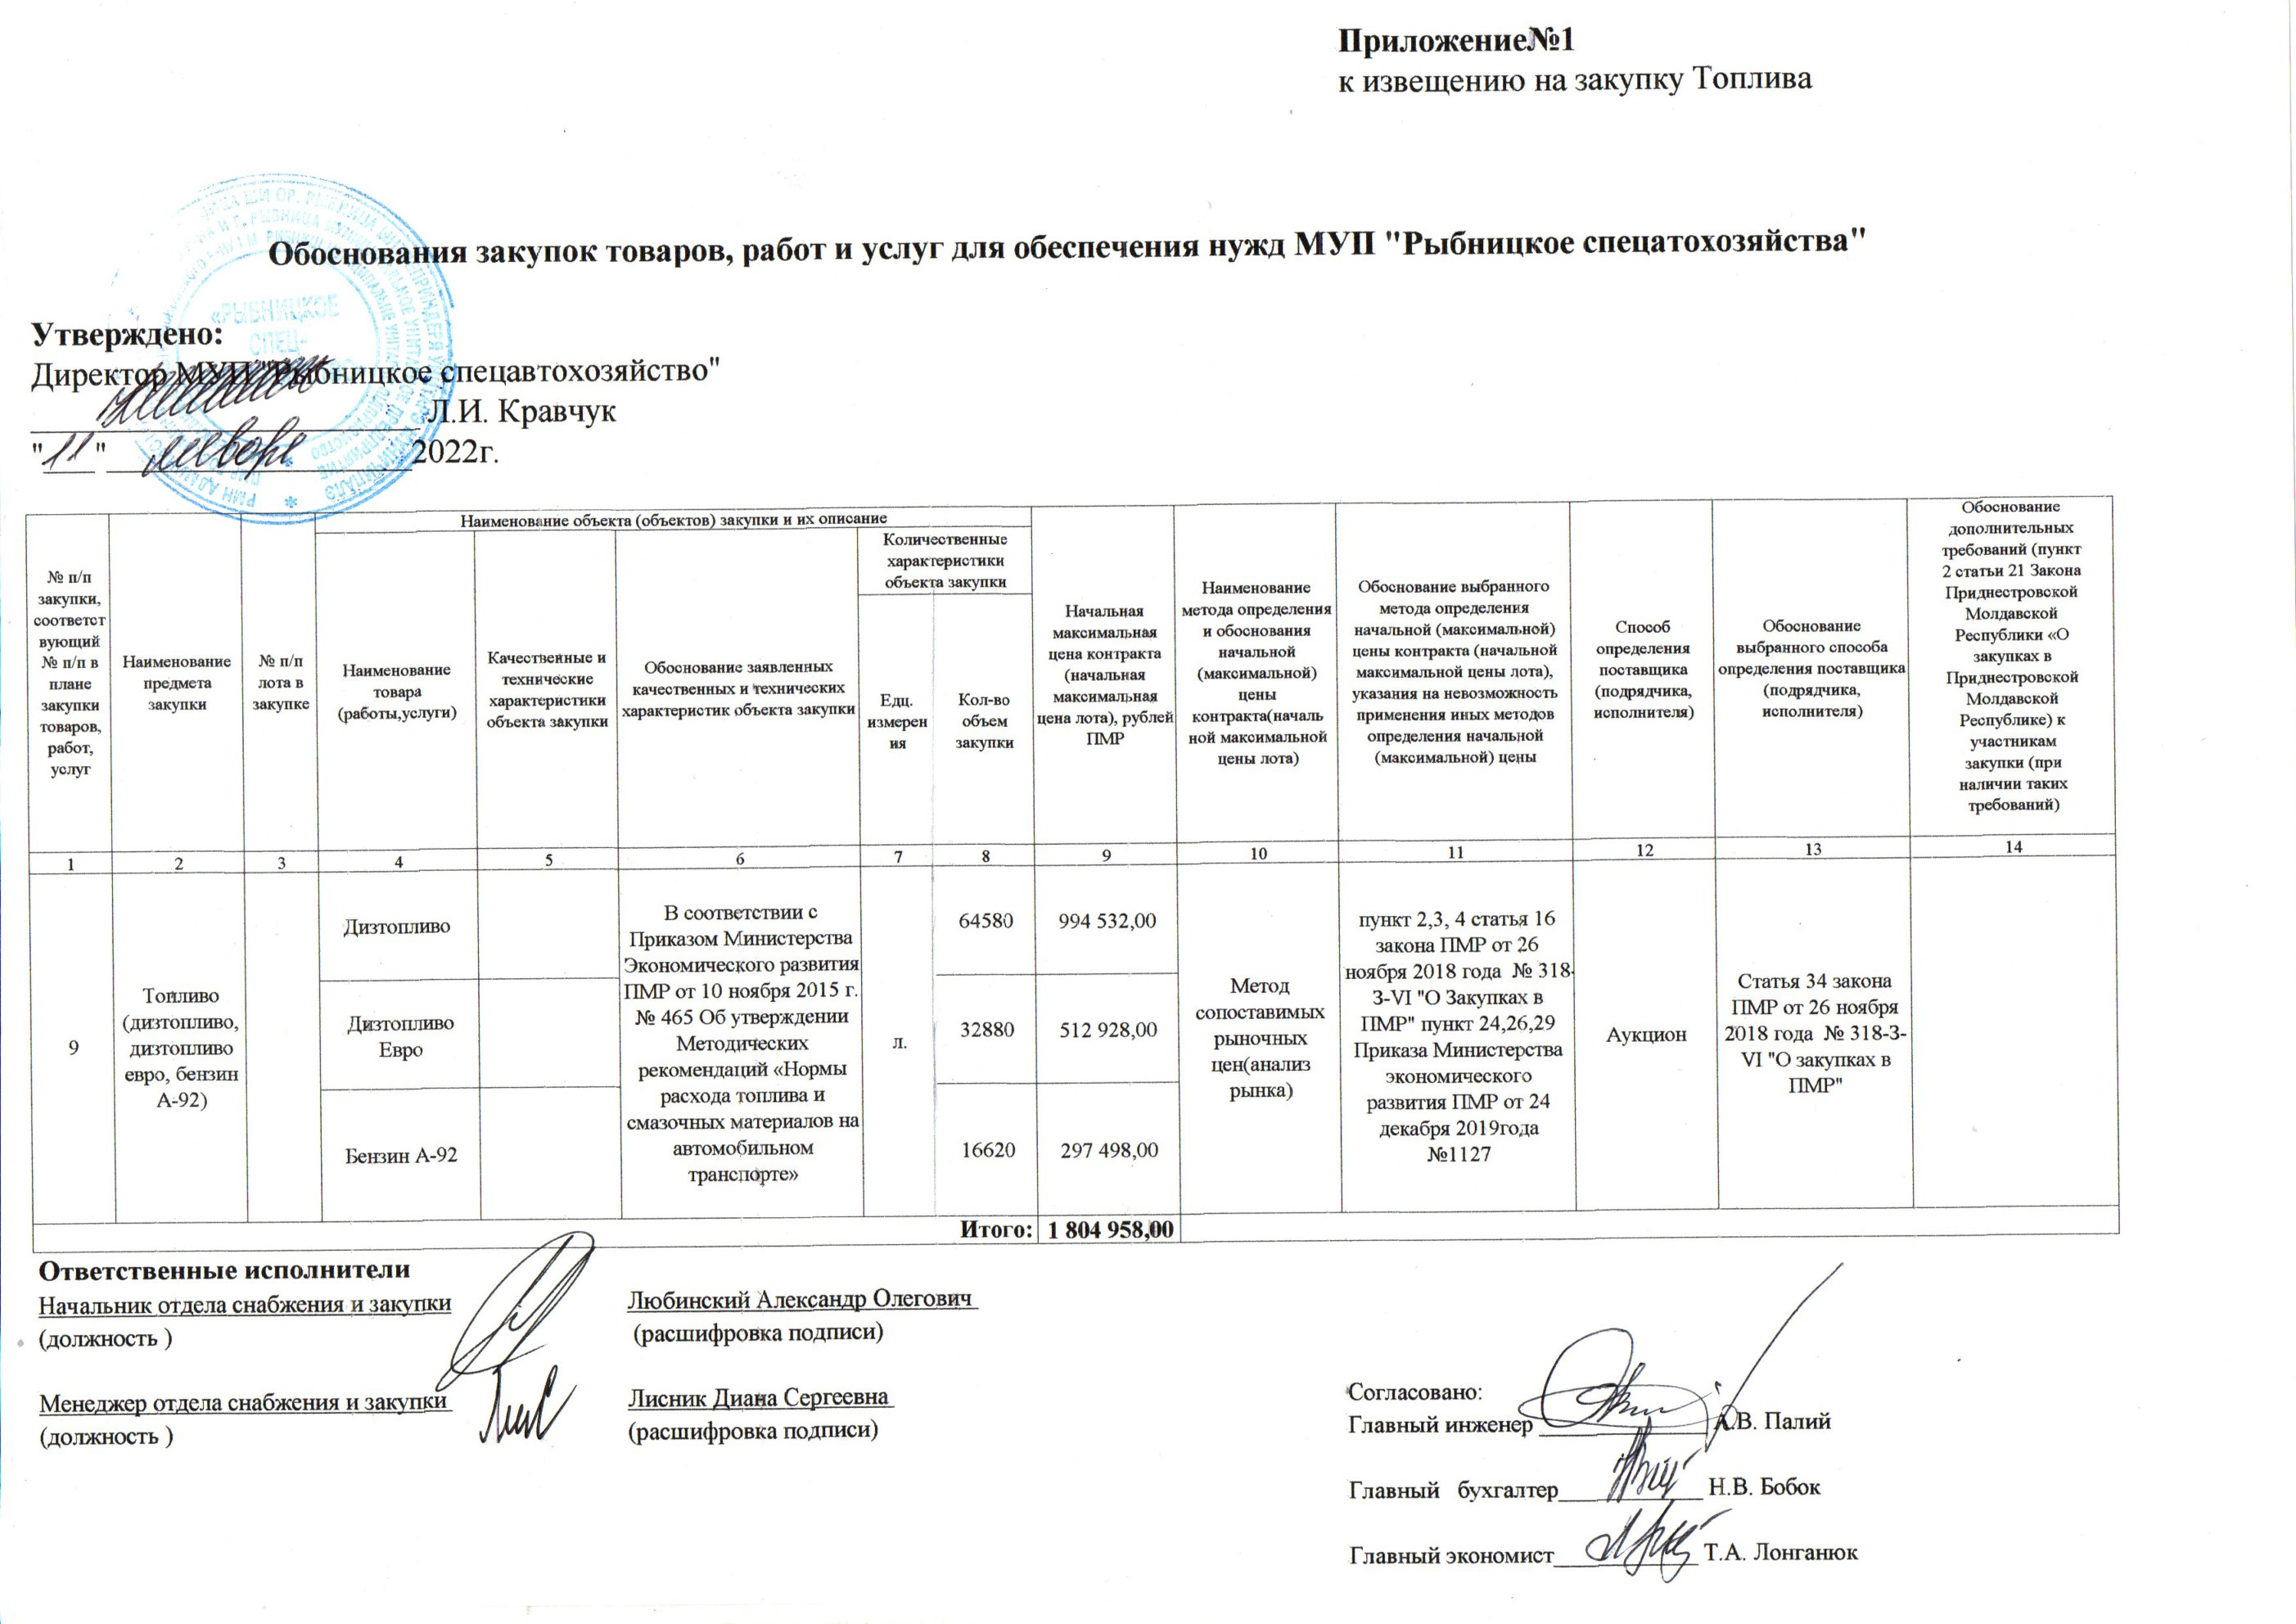 Приложение№1
к извещению на закупку Топлива
Обоснования закупок товаров, работ и услуг для обеспечения нужд МУП "Рыбницкое спецатохозяйства"
«РЫБНИЦКОЕ
СПЕЦ-
Утверждено:
Директор МУП "Рыбницкое спецавтохозяйство"
Л.И. Кравчук
"11" января 2022г.
№ п/п
закупки,
соответст
вующий
№ п/п в
плане
закупки
товаров,
работ,
услуг
Наименование
предмета
закупки
№ п/п
лота в
закупке
Наименование объекта (объектов) закупки и их описание
Наименование
товара
(работы,услуги)
Качественные и
технические
характеристики
объекта закупки
Обоснование заявленных
качественных и технических
характеристик объекта закупки
Количественные
характеристики
объекта закупки
Едц.
измерен
ия
Кол-во
объем
закупки
Начальная
максимальная
цена контракта
(начальная
максимальная
цена лота), рублей
ПМР
Наименование
метода определения
и обоснования
начальной
(максимальной)
цены
контракта(началь
ной максимальной
цены лота)
Обоснование выбранного
метода определения
начальной (максимальной)
цены контракта (начальной
максимальной цены лота),
указания на невозможность
применения иных методов
определения начальной
(максимальной) цены
Способ
определения
поставщика
(подрядчика,
исполнителя)
Обоснование
выбранного способа
определения поставщика
(подрядчика,
исполнителя)
Обоснование
дополнительных
требований (пункт
2 статьи 21 Закона
Приднестровской
Молдавской
Республики «О
закупках в
Приднестровской
Молдавской
Республике) к
участникам
закупки (при
наличии таких
требований)
1 2 3 4 5 6 7 8 9 10 11 12 13 14
9
Топливо
(дизтопливо,
дизтопливо
евро, бензин
А-92)
Дизтопливо
Дизтопливо
Евро
Бензин А-92
В соответствии с
Приказом Министерства
Экономического развития
ПМР от 10 ноября 2015 г.
№ 465 Об утверждении
Методических
рекомендаций «Нормы
расхода топлива и
смазочных материалов на
автомобильном
транспорте»
л.
64580 994 532,00
32880 512 928,00
16620 297 498,00
Метод
сопоставимых
рыночных
цен(анализ
рынка)
пункт 2,3, 4 статья 16
закона ПМР от 26
ноября 2018 года № 318-
З-VI "О Закупках в
ПМР" пункт 24,26,29
Приказа Министерства
экономического
развития ПМР от 24
декабря 2019года
№1127
Аукцион
Статья 34 закона
ПМР от 26 ноября
2018 года № 318-З-
VI "О закупках в
ПМР"
Итого: 1 804 958,00
Ответственные исполнители
Начальник отдела снабжения и закупки Любинский Александр Олегович
(должность ) (расшифровка подписи)
Менеджер отдела снабжения и закупки Лисник Диана Сергеевна
(должность ) (расшифровка подписи)
Согласовано:
Главный инженер А.В. Палий
Главный бухгалтер Н.В. Бобок
Главный экономист Т.А. Лонганюк